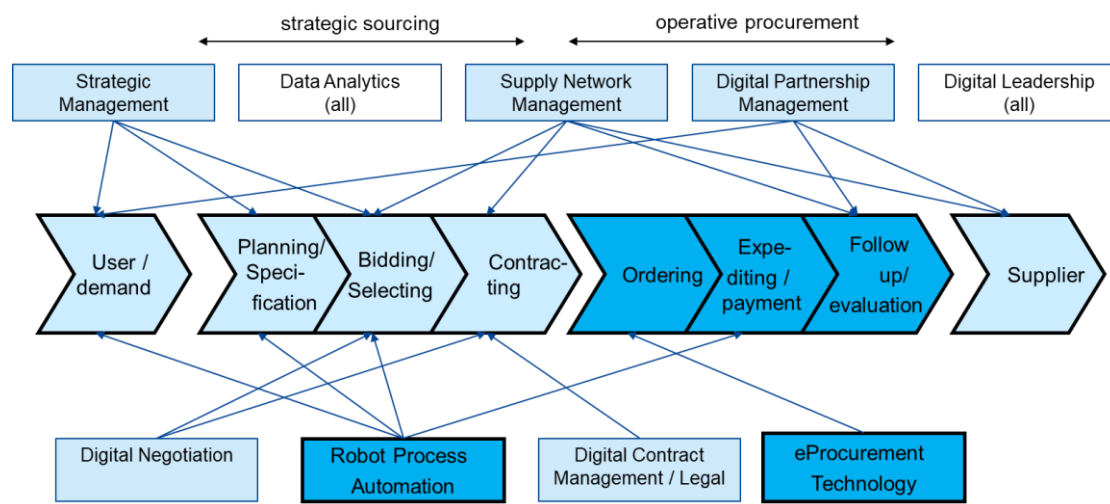 strategic sourcing
operative procurement
Strategic
Management
Data Analytics
(all)
Supply Network
Management
Digital Partnership
Management
Digital Leadership
(all)
User /
demand
Planning/
Speci-
fication
Bidding/
Selecting
Contrac-
ting
Ordering
Expe-
diting /
payment
Follow
up/
evaluation
Supplier
Digital Negotiation
Robot Process
Automation
Digital Contract
Management / Legal
eProcurement
Technology